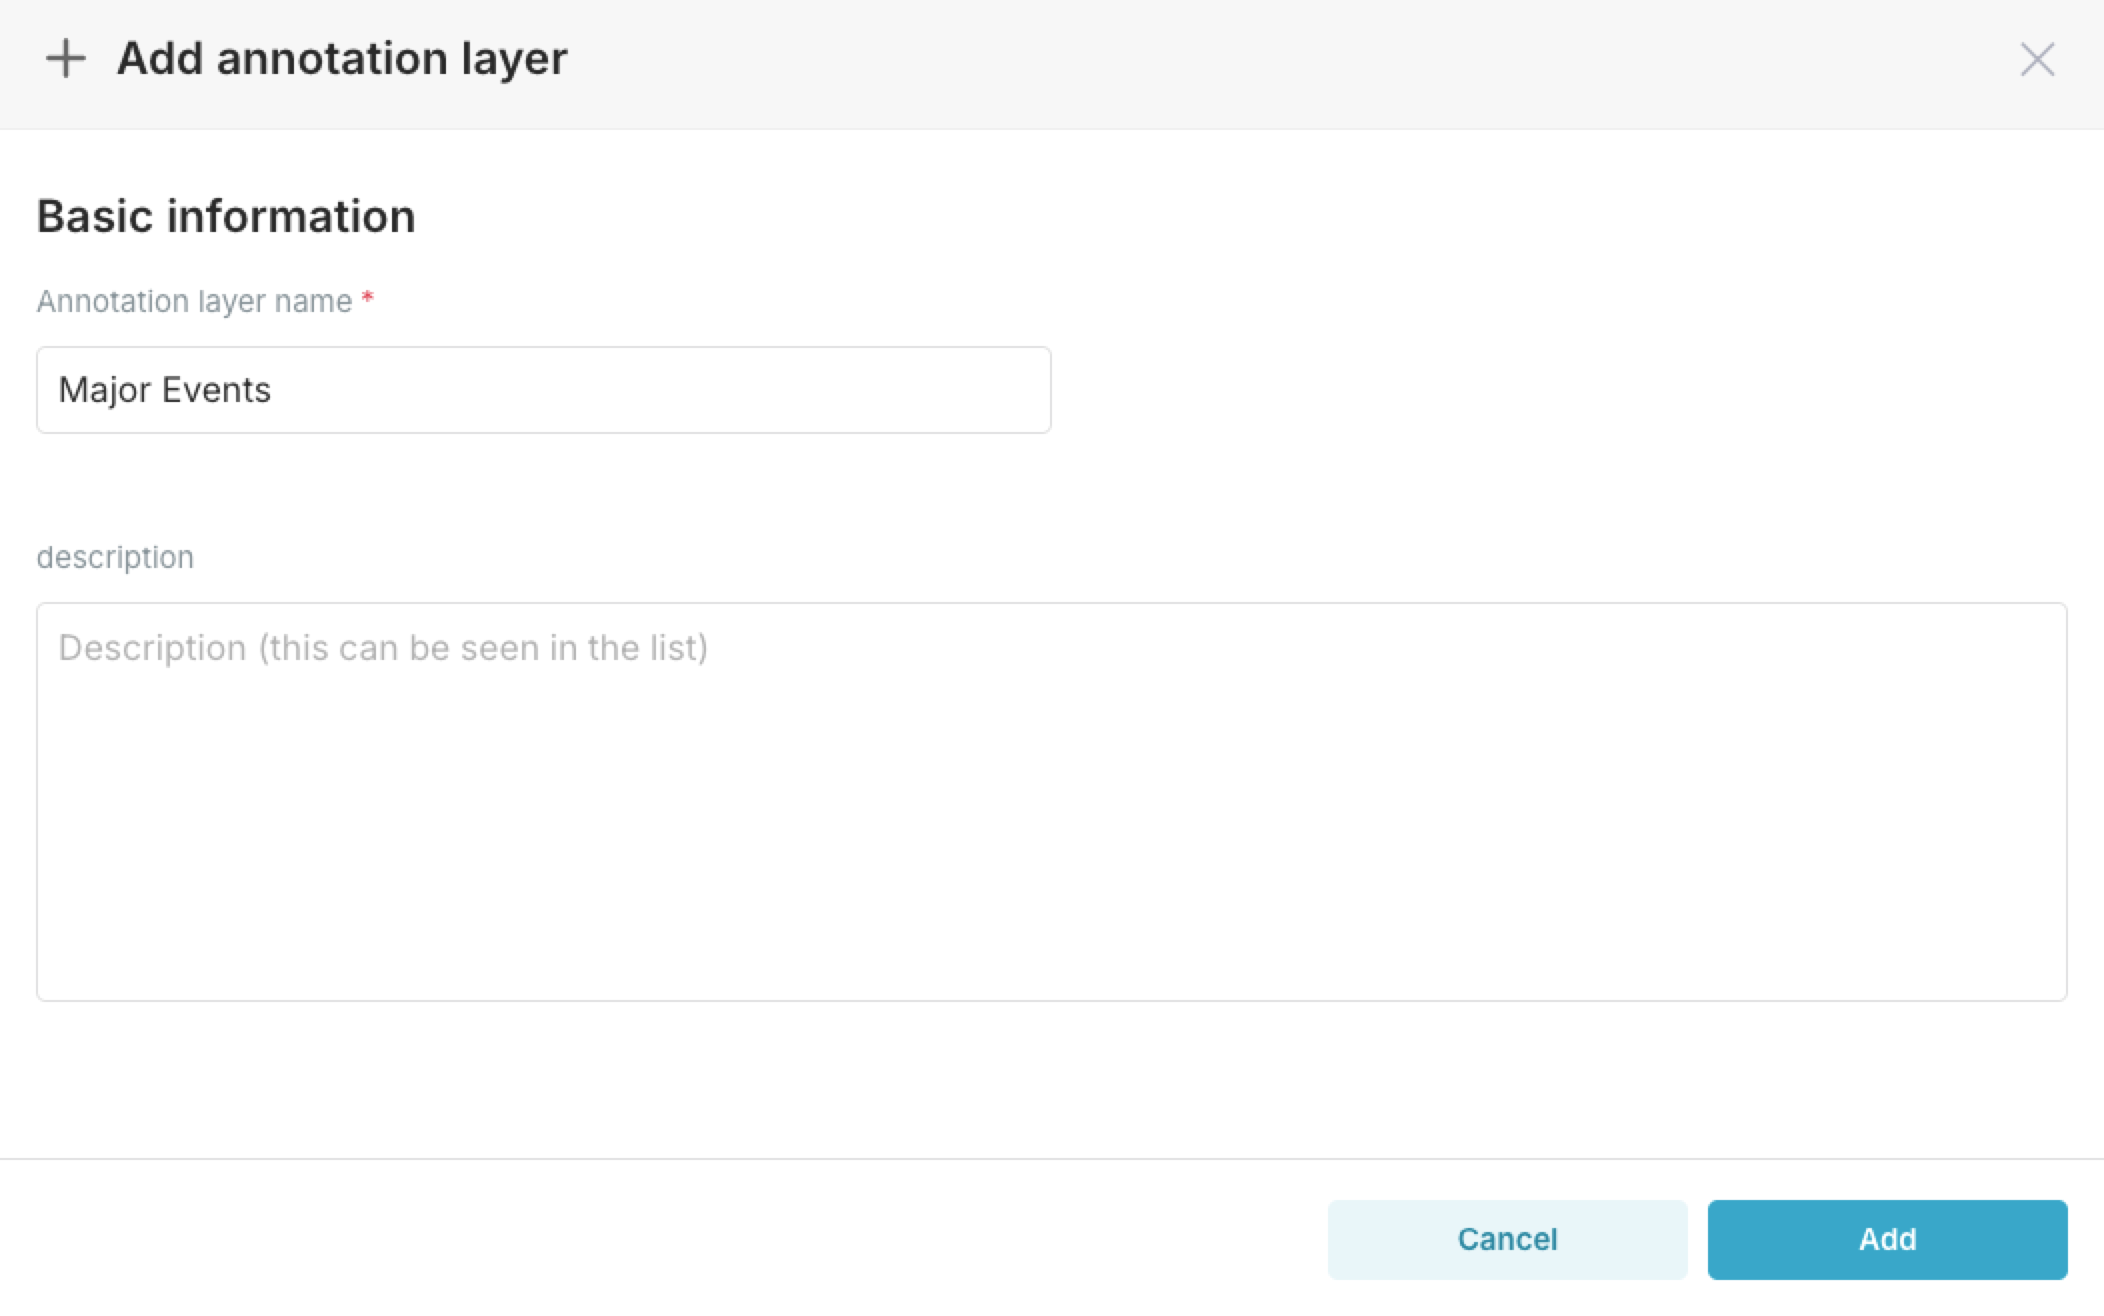 Add annotation layer
Basic information
Annotation layer name *
Major Events
description
Description (this can be seen in the list)
Cancel
Add